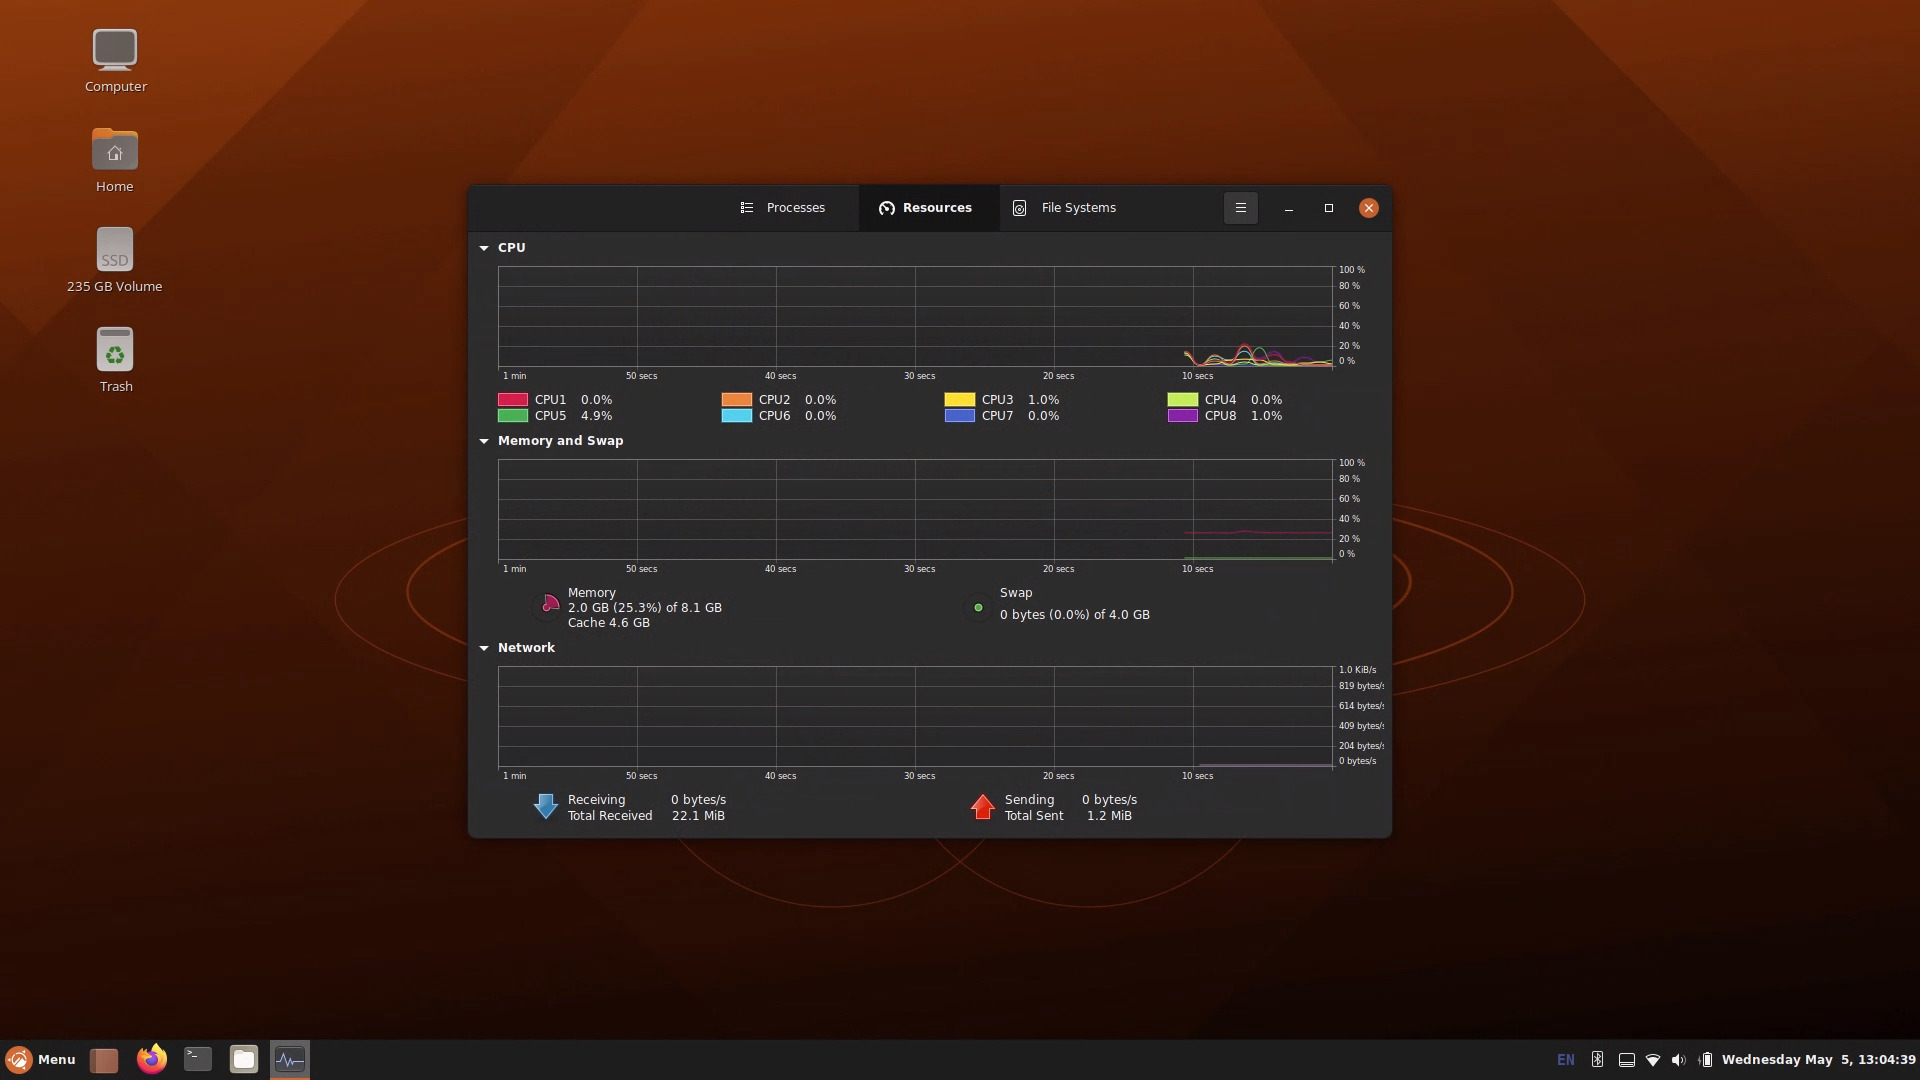 Computer
Home
SSD
235 GB Volume
Trash
Processes
Resources
File Systems
CPU
100 %
80 %
60 %
40 %
20 %
0 %
1 min 50 secs 40 secs 30 secs 20 secs 10 secs
CPU1 0.0% CPU2 0.0% CPU3 1.0% CPU4 0.0%
CPU5 4.9% CPU6 0.0% CPU7 0.0% CPU8 1.0%
Memory and Swap
100 %
80 %
60 %
40 %
20 %
0 %
1 min 50 secs 40 secs 30 secs 20 secs 10 secs
Memory
2.0 GB (25.3%) of 8.1 GB
Cache 4.6 GB
Swap
0 bytes (0.0%) of 4.0 GB
Network
1.0 KiB/s
819 bytes/s
614 bytes/s
409 bytes/s
204 bytes/s
0 bytes/s
1 min 50 secs 40 secs 30 secs 20 secs 10 secs
Receiving 0 bytes/s
Total Received 22.1 MiB
Sending 0 bytes/s
Total Sent 1.2 MiB
Menu
>_
EN
Wednesday May 5, 13:04:39